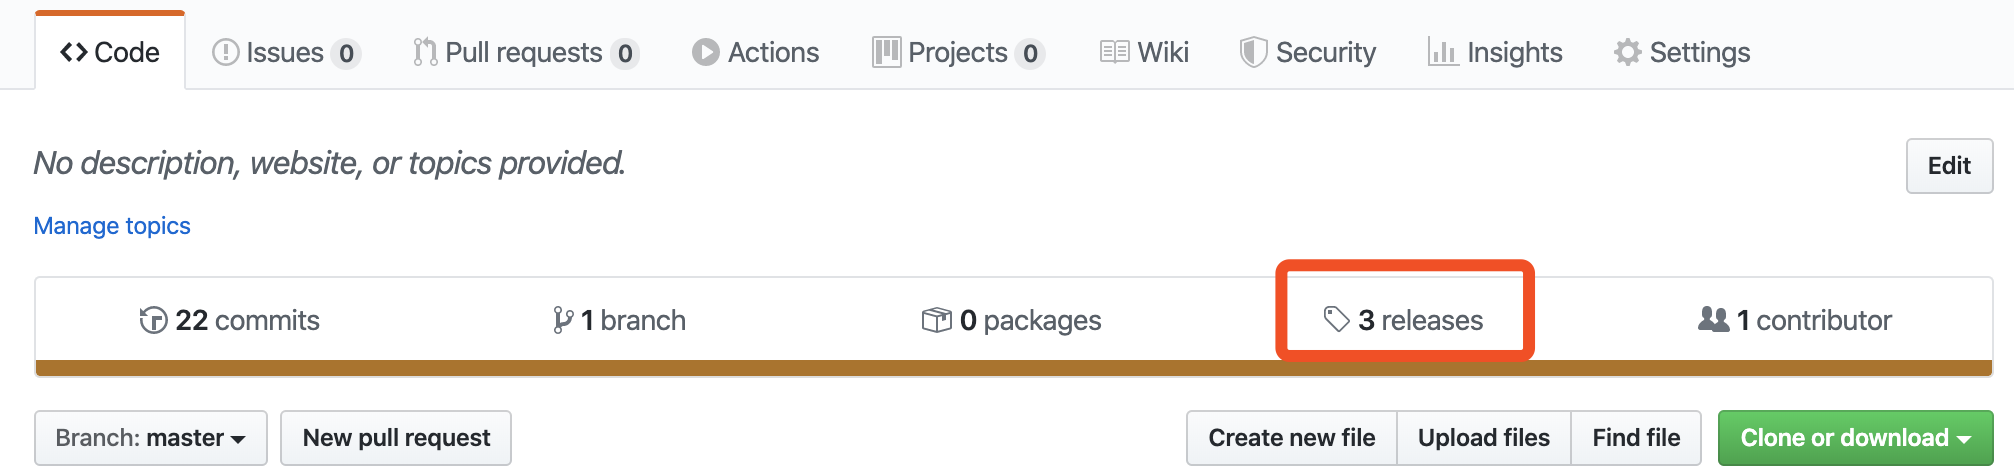 Code Issues 0 Pull requests 0 Actions Projects 0 Wiki Security Insights Settings
No description, website, or topics provided.
Edit
Manage topics
22 commits 1 branch 0 packages 3 releases 1 contributor
Branch: master New pull request Create new file Upload files Find file Clone or download